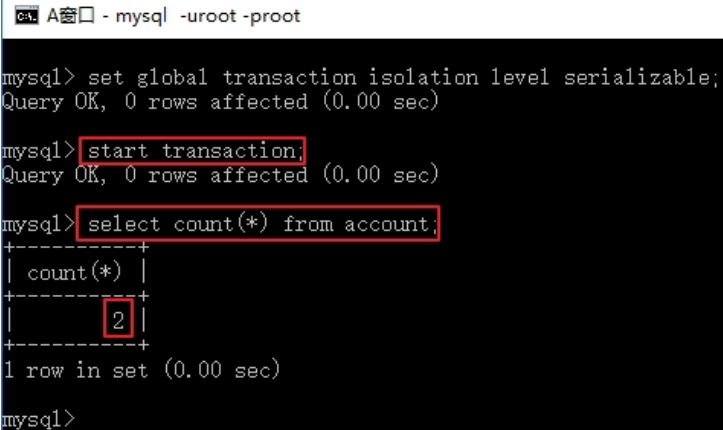 A窗口 - mysql -uroot -proot
mysql> set global transaction isolation level serializable;
Query OK, 0 rows affected (0.00 sec)
mysql> start transaction;
Query OK, 0 rows affected (0.00 sec)
mysql> select count(*) from account;
+----------+
| count(*) |
+----------+
|        2 |
+----------+
1 row in set (0.00 sec)
mysql>